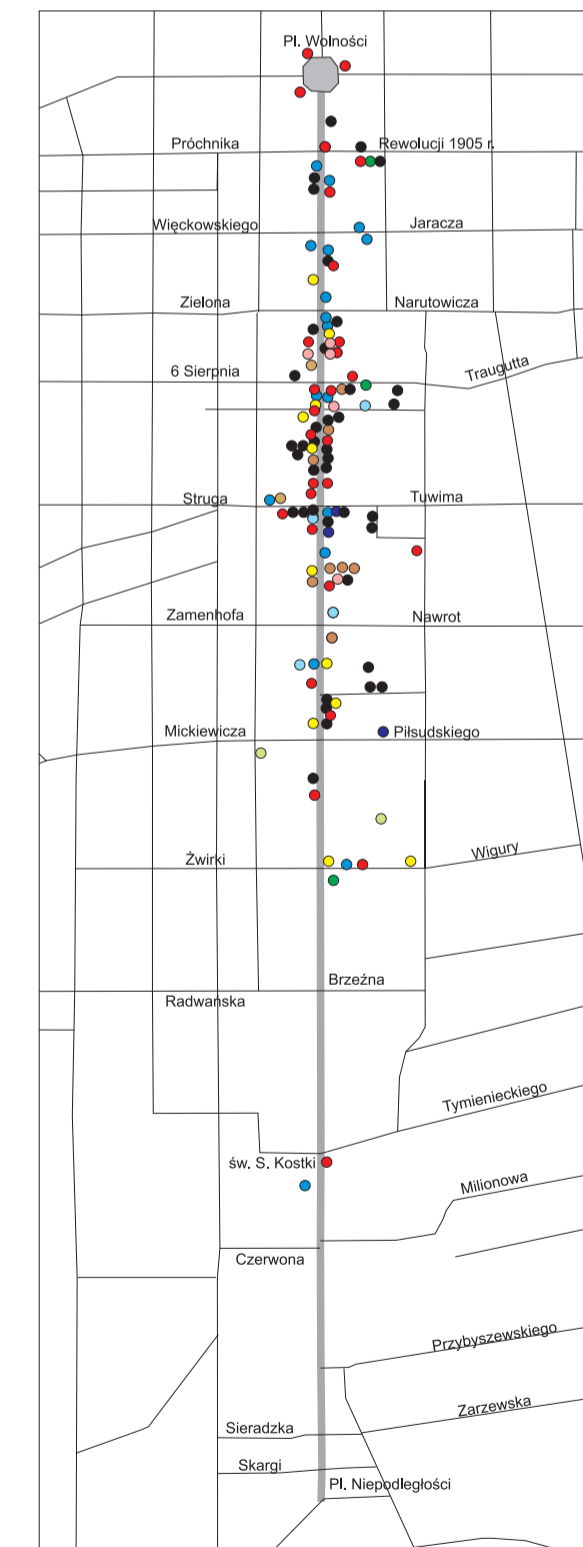 Pl. Wolności
Próchnika
Rewolucji 1905 r.
Więckowskiego
Jaracza
Zielona
Narutowicza
6 Sierpnia
Traugutta
Struga
Tuwima
Zamenhofa
Nawrot
Mickiewicza
Piłsudskiego
Żwirki
Wigury
Brzeźna
Radwańska
Tymienieckiego
św. S. Kostki
Milionowa
Czerwona
Przybyszewskiego
Zarzewska
Sieradzka
Skargi
Pl. Niepodległości